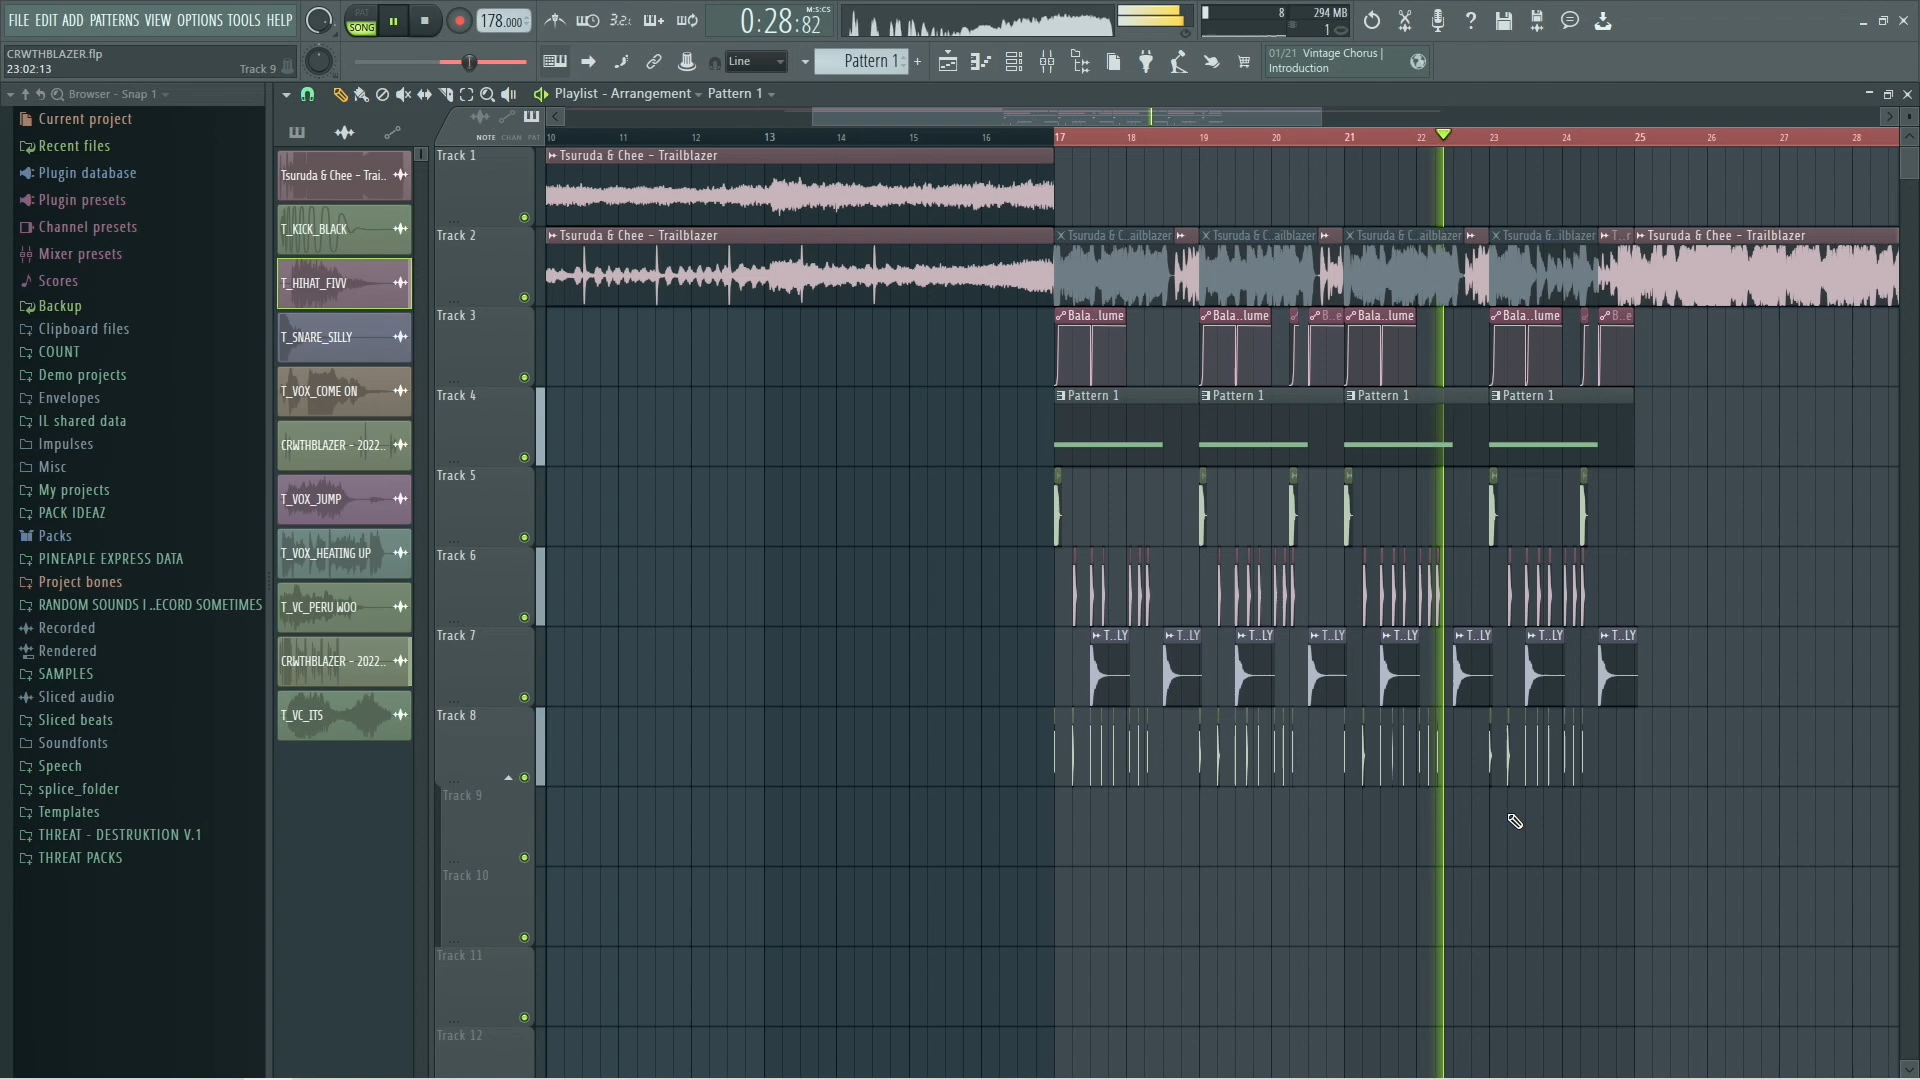 FILE EDIT ADD PATTERNS VIEW OPTIONS TOOLS HELP
PAT
SONG
178.000
3.2
0:28:82
M:S:CS
8
294 MB
1
CRWTHBLAZER.flp
23:02:13
Track 9
Line
Pattern 1
01/21 Vintage Chorus |
Introduction
Browser - Snap 1
Playlist - Arrangement
Pattern 1
Current project
Recent files
Plugin database
Plugin presets
Channel presets
Mixer presets
Scores
Backup
Clipboard files
COUNT
Demo projects
Envelopes
IL shared data
Impulses
Misc
My projects
PACK IDEAZ
Packs
PINEAPLE EXPRESS DATA
Project bones
RANDOM SOUNDS I ..ECORD SOMETIMES
Recorded
Rendered
SAMPLES
Sliced audio
Sliced beats
Soundfonts
Speech
splice_folder
Templates
THREAT - DESTRUKTION V.1
THREAT PACKS
Tsuruda & Chee - Trai..
T_KICK_BLACK
T_HIHAT_FIVV
T_SNARE_SILLY
T_VOX_COME ON
CRWTHBLAZER - 2022..
T_VOX_JUMP
T_VOX_HEATING UP
T_VC_PERU WOO
CRWTHBLAZER - 2022..
T_VC_ITS
NOTE CHAN PAT
10 11 12 13 14 15 16 17 18 19 20 21 22 23 24 25 26 27 28
Track 1
Tsuruda & Chee - Trailblazer
Track 2
Tsuruda & Chee - Trailblazer
Tsuruda & C..ailblazer
Tsuruda & C..ailblazer
Tsuruda & C..ailblazer
Tsuruda & ..ilblazer
T..r
Tsuruda & Chee - Trailblazer
Track 3
Bala..lume
Bala..lume
B..e
Bala..lume
Bala..lume
B..e
Track 4
Pattern 1
Pattern 1
Pattern 1
Pattern 1
Track 5
Track 6
Track 7
T..LY
T..LY
T..LY
T..LY
T..LY
T..LY
T..LY
T..LY
Track 8
Track 9
Track 10
Track 11
Track 12